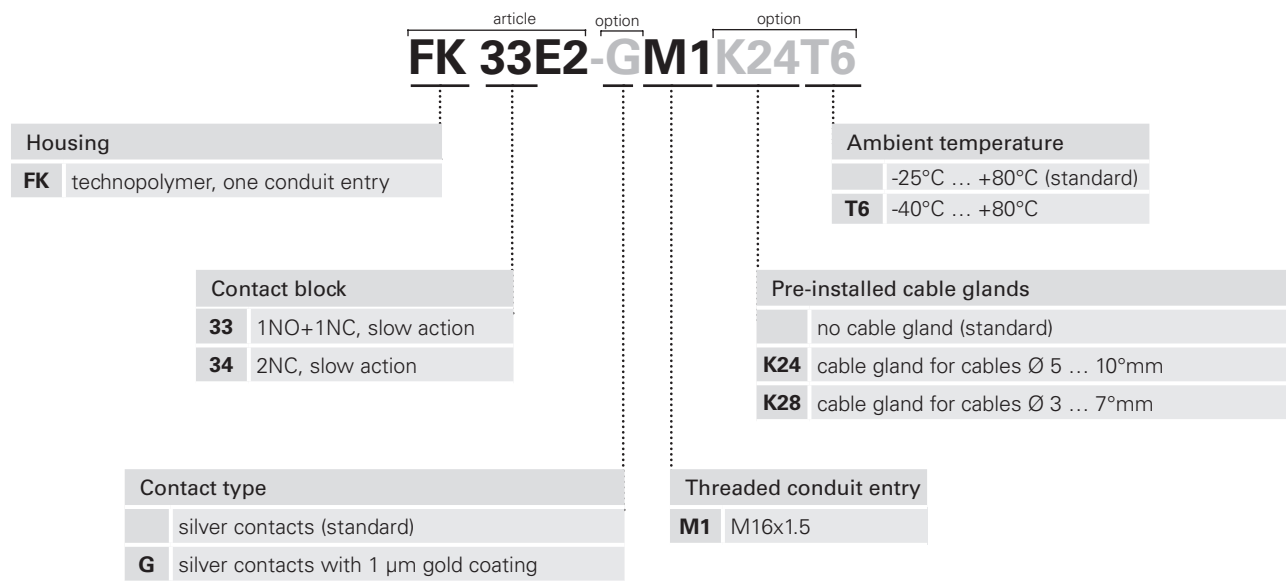 article option option
FK 33E2-GM1K24T6
Housing
FK technopolymer, one conduit entry
Ambient temperature
-25°C … +80°C (standard)
T6 -40°C … +80°C
Contact block
33 1NO+1NC, slow action
34 2NC, slow action
Pre-installed cable glands
no cable gland (standard)
K24 cable gland for cables Ø 5 … 10°mm
K28 cable gland for cables Ø 3 … 7°mm
Contact type
silver contacts (standard)
G silver contacts with 1 µm gold coating
Threaded conduit entry
M1 M16x1.5